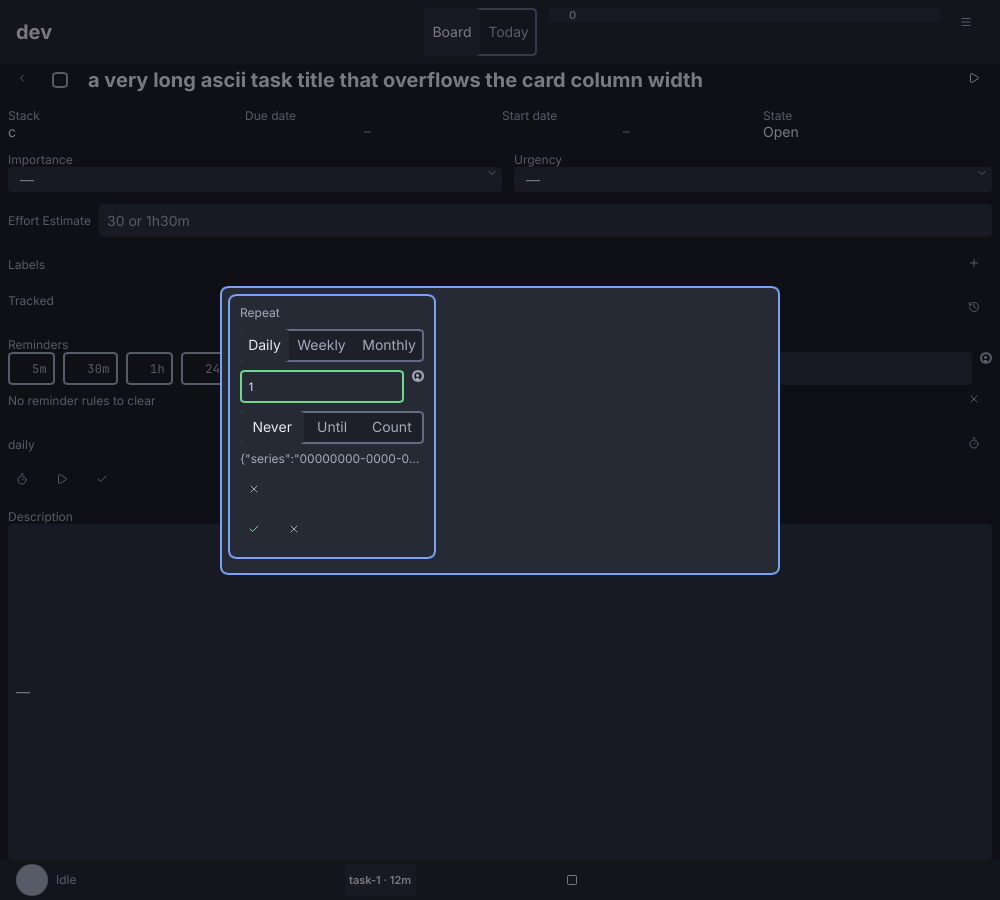 dev
Board Today
0
a very long ascii task title that overflows the card column width
Stack Due date Start date State
c – – Open
Importance Urgency
— —
Effort Estimate 30 or 1h30m
Labels
Tracked
Reminders
5m 30m 1h 24
No reminder rules to clear
daily
Description
—
Repeat
Daily Weekly Monthly
1
Never Until Count
{"series":"00000000-0000-0...
Idle task-1 · 12m